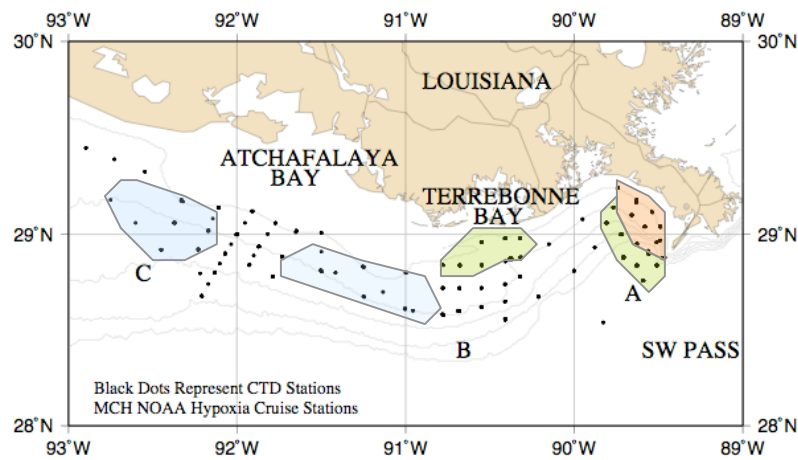 93°W 92°W 91°W 90°W 89°W
30°N 30°N
LOUISIANA
ATCHAFALAYA
BAY
TERREBONNE
BAY
29°N 29°N
C
A
B
SW PASS
Black Dots Represent CTD Stations
MCH NOAA Hypoxia Cruise Stations
28°N 28°N
93°W 92°W 91°W 90°W 89°W